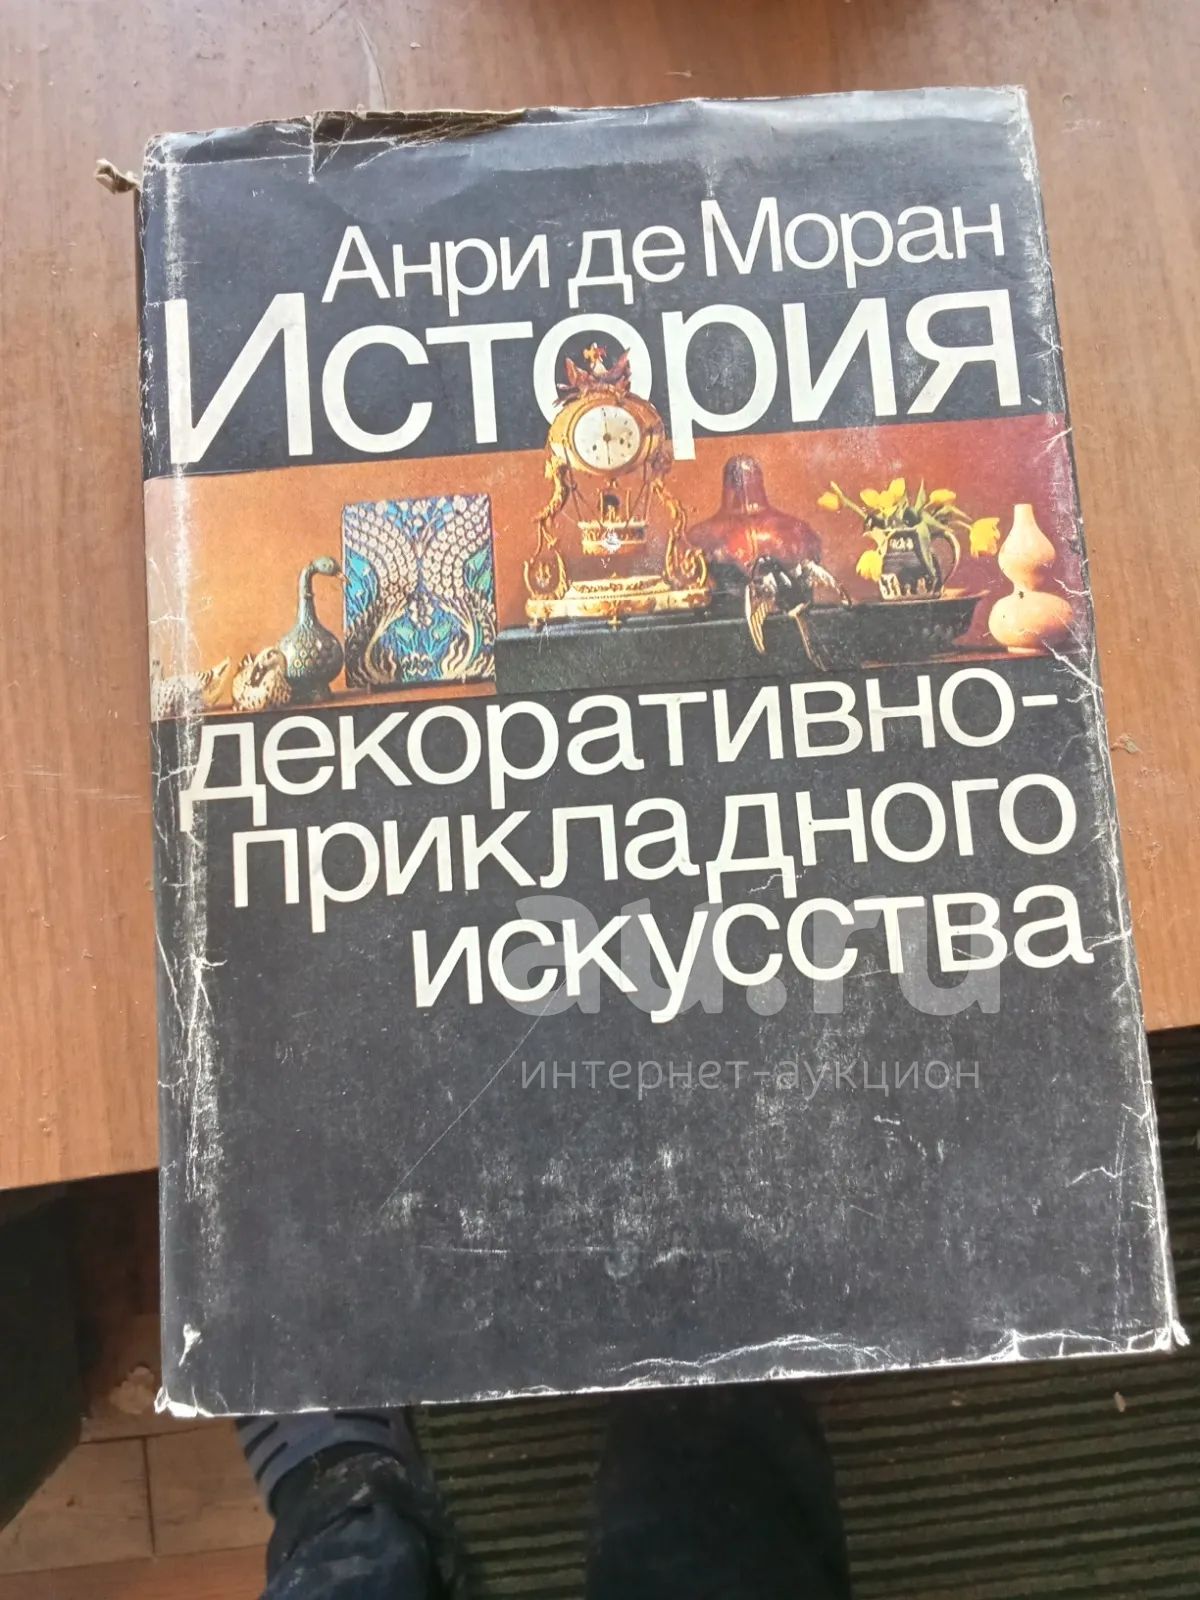 Анри де Моран
История
декоративно-
прикладного
искусства
au.ru
интернет-аукцион